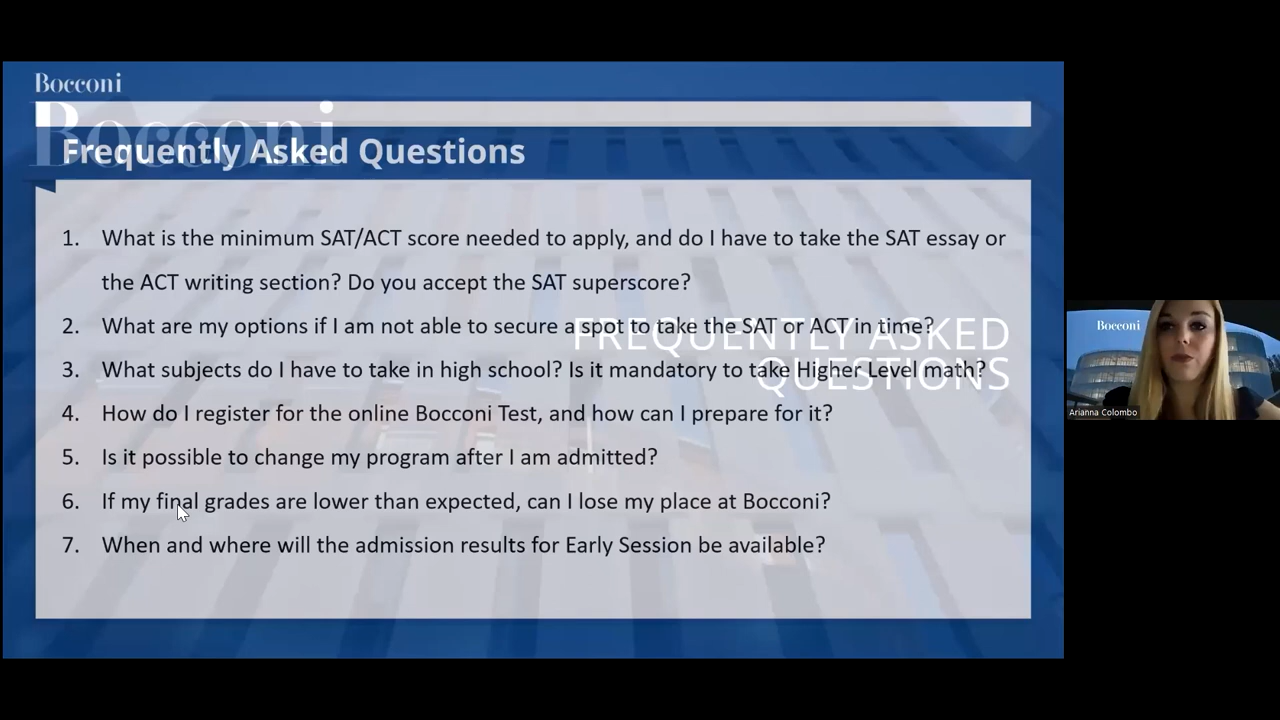 Bocconi
Bocconi
Frequently Asked Questions
1. What is the minimum SAT/ACT score needed to apply, and do I have to take the SAT essay or
the ACT writing section? Do you accept the SAT superscore?
2. What are my options if I am not able to secure a spot to take the SAT or ACT in time?
FREQUENTLY ASKED
3. What subjects do I have to take in high school? Is it mandatory to take Higher Level math?
QUESTIONS
4. How do I register for the online Bocconi Test, and how can I prepare for it?
5. Is it possible to change my program after I am admitted?
6. If my final grades are lower than expected, can I lose my place at Bocconi?
7. When and where will the admission results for Early Session be available?
Bocconi
Arianna Colombo